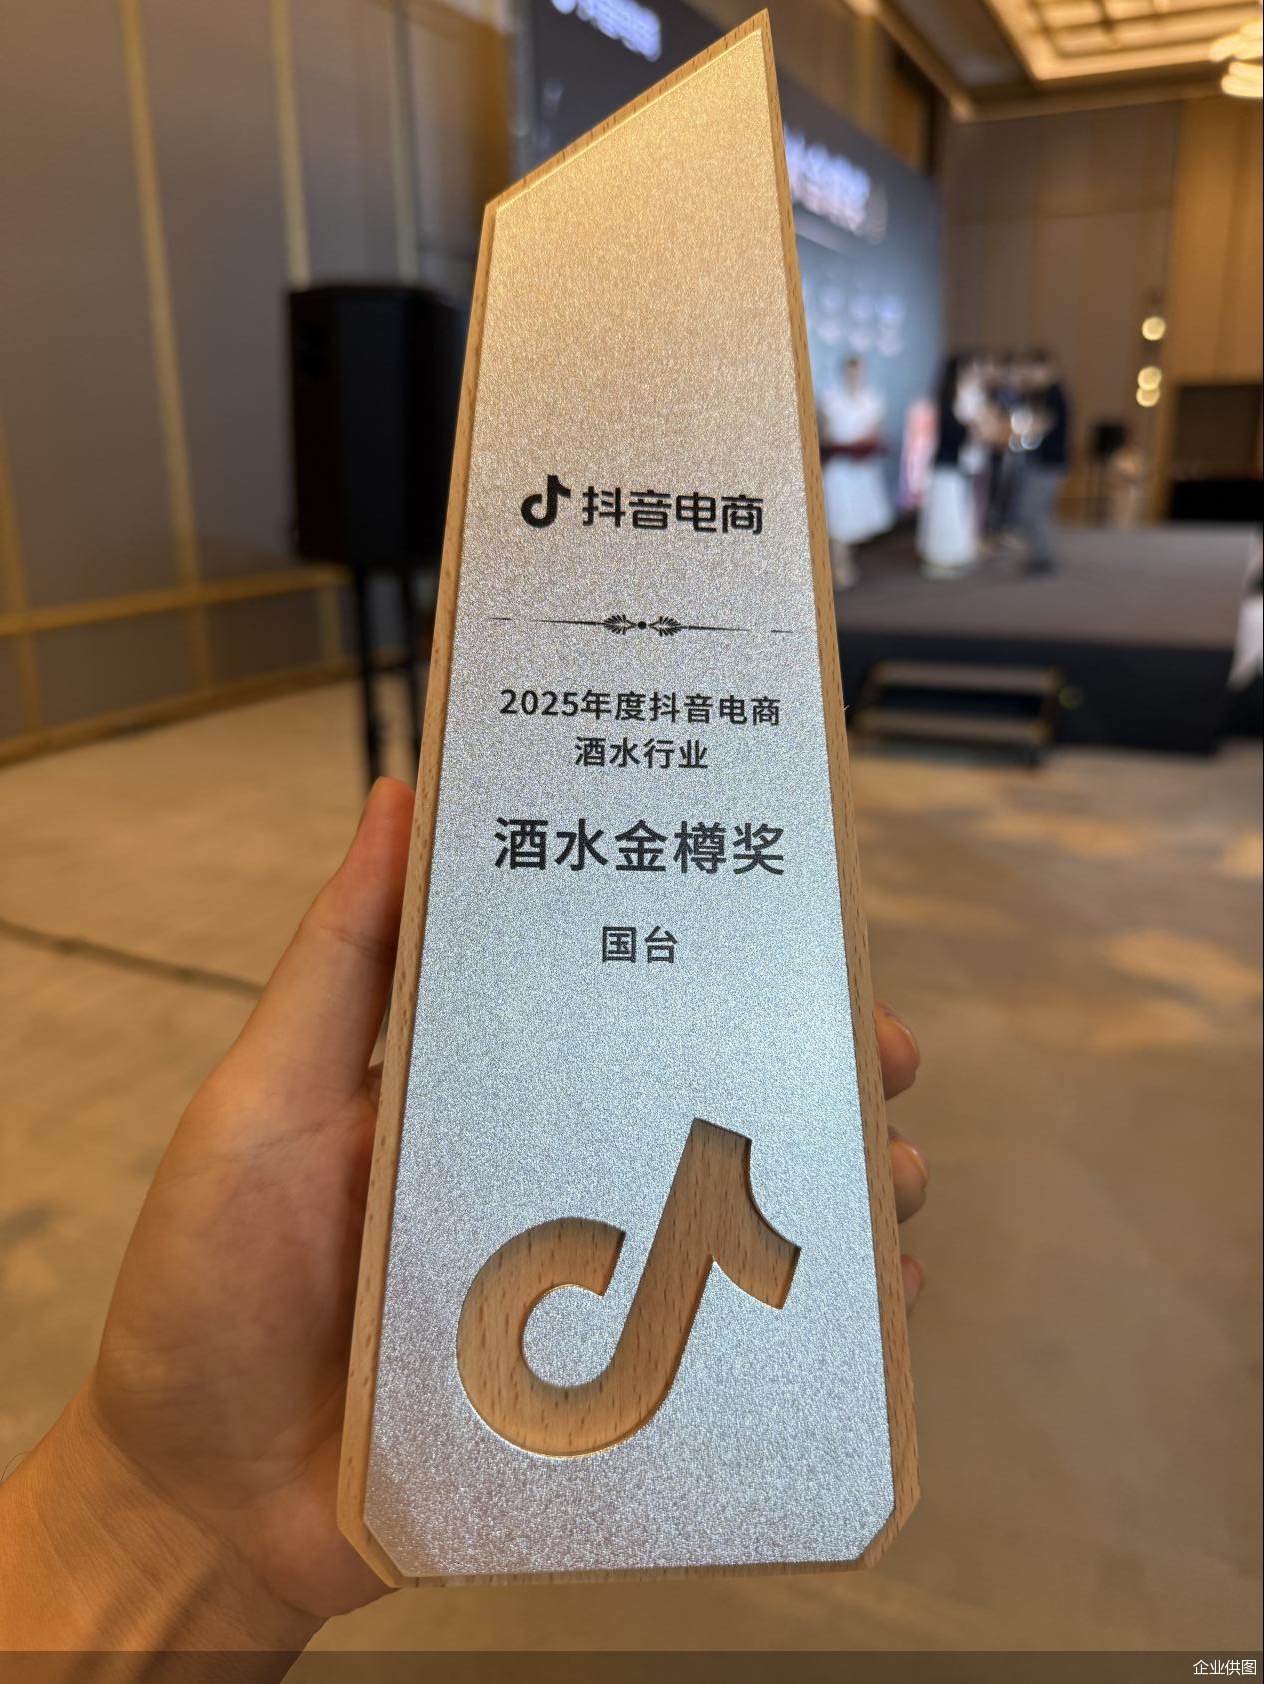 抖音电商
2025年度抖音电商
酒水行业
酒水金樽奖
国台
企业供图